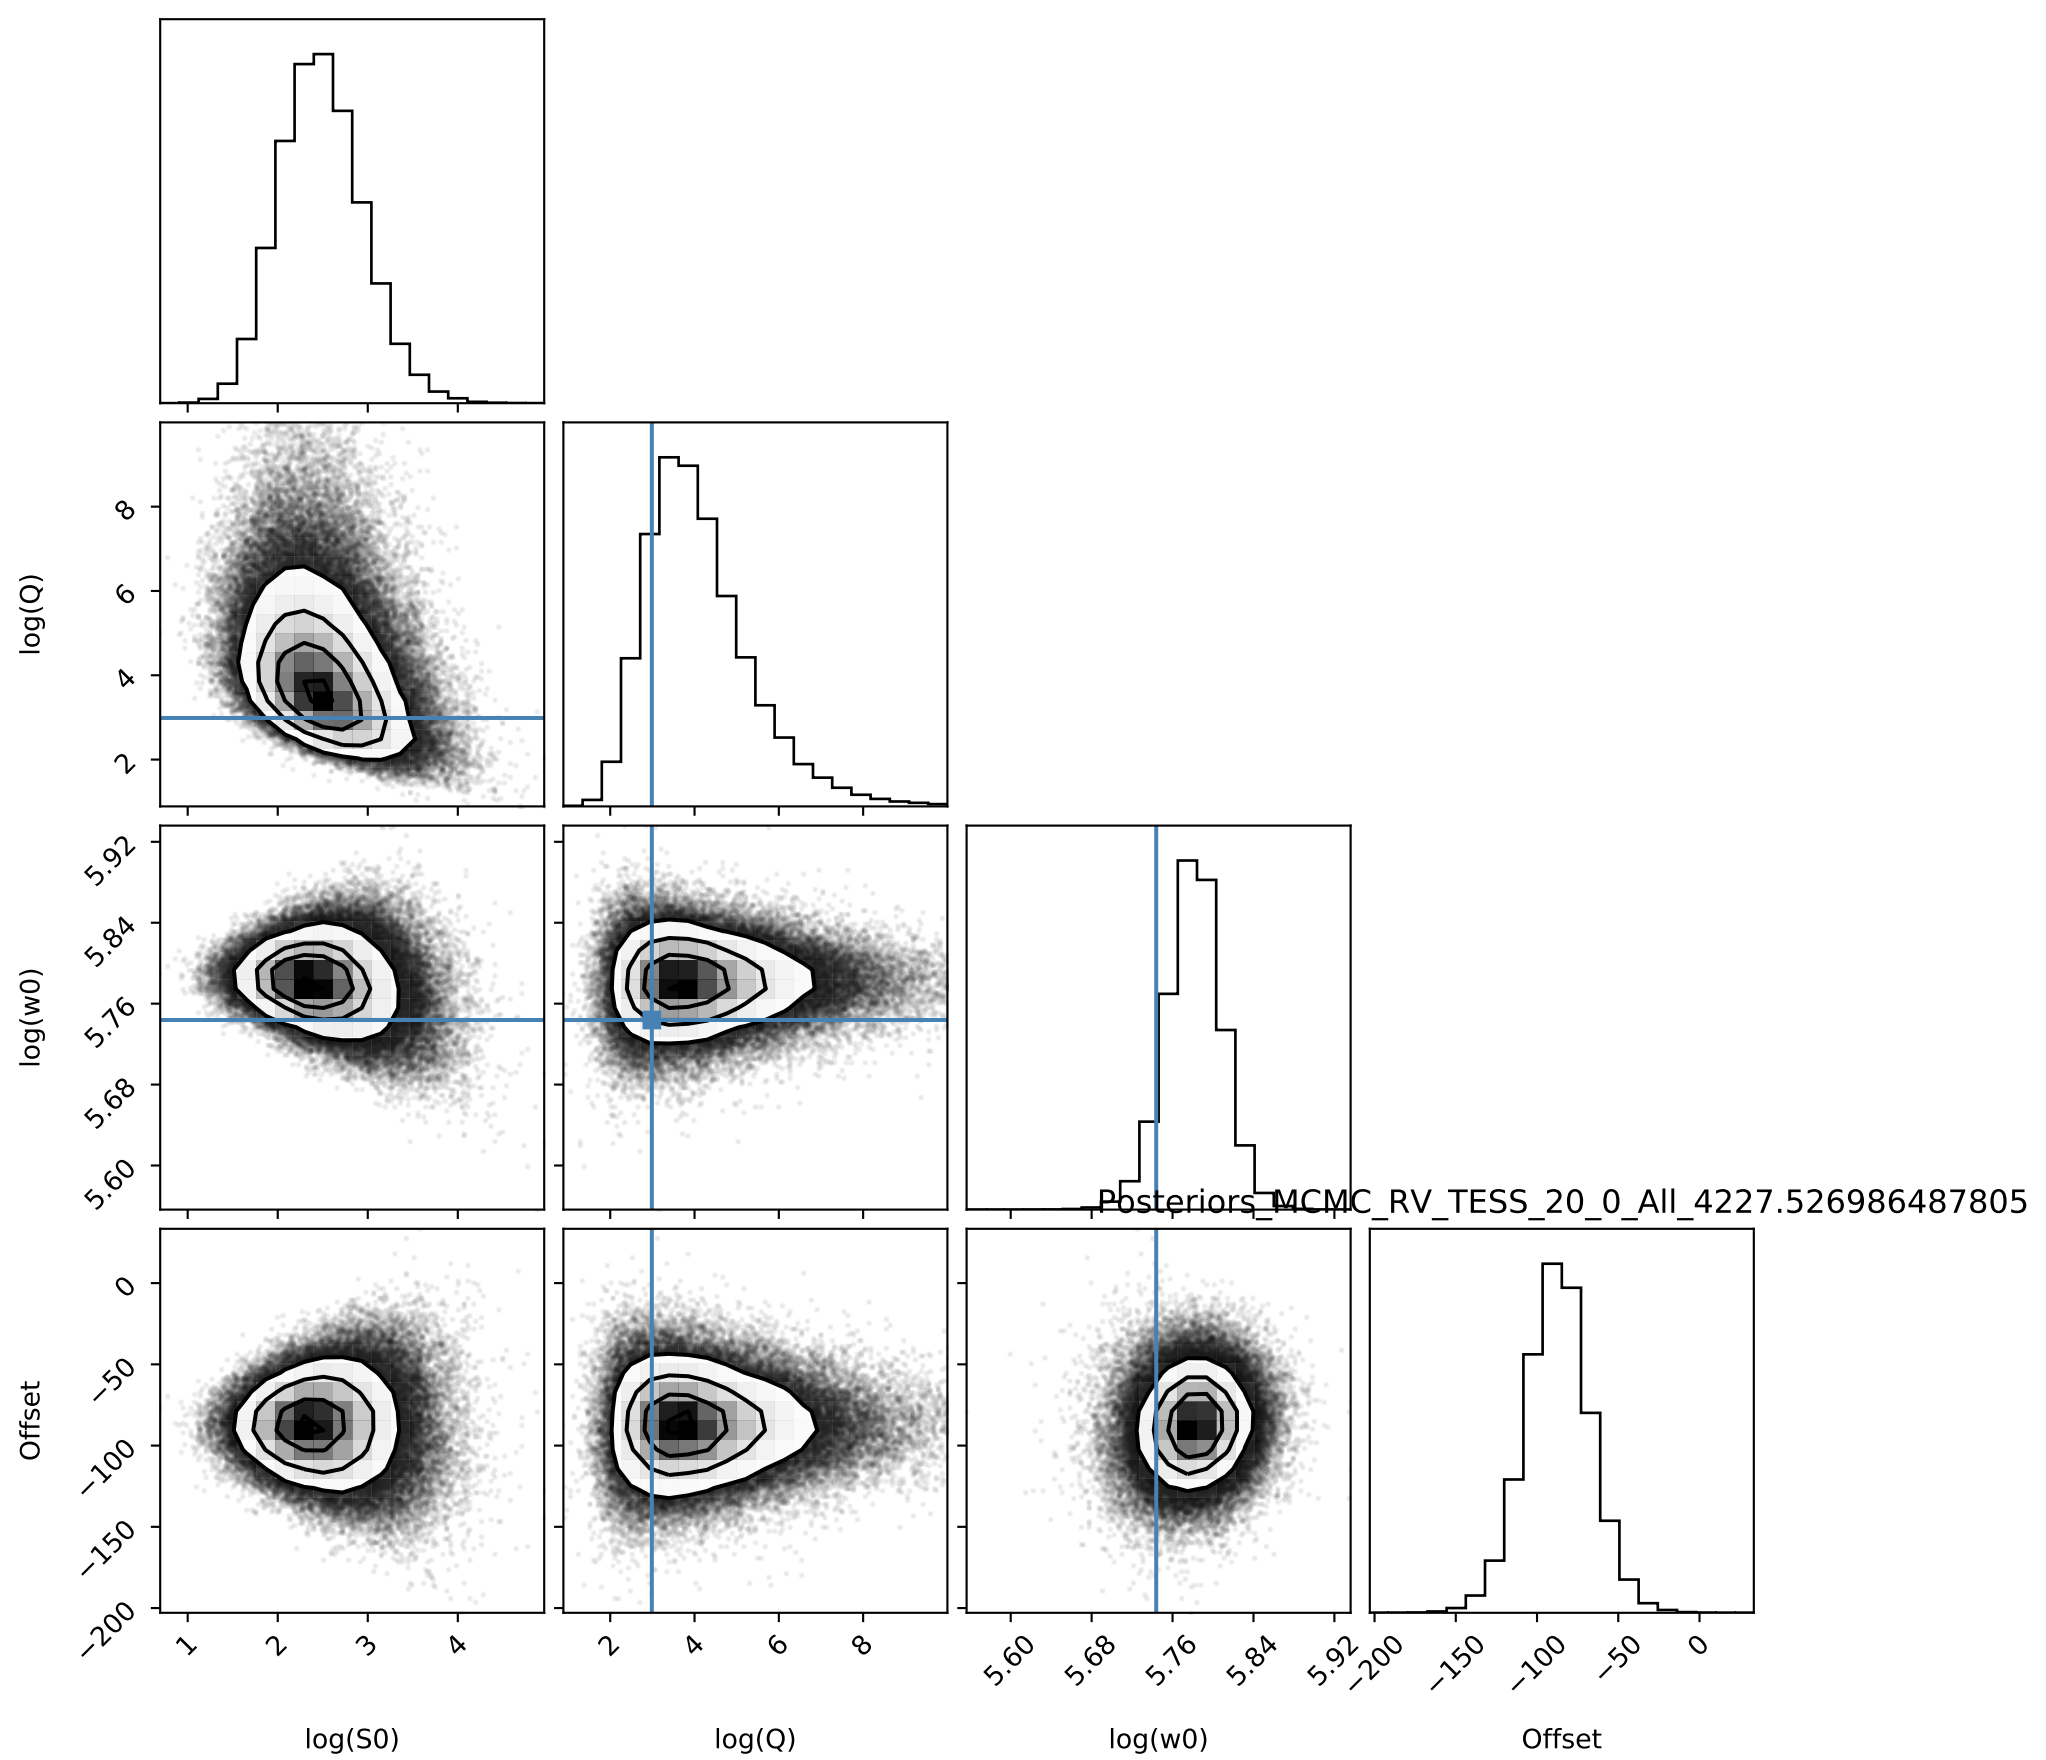 log(Q)
8
6
4
2
log(w0)
5.92
5.84
5.76
5.68
5.60
Posteriors_MCMC_RV_TESS_20_0_All_4227.526986487805
Offset
0
−50
−100
−150
−200
1 2 3 4
2 4 6 8
5.60 5.68 5.76 5.84 5.92
−200 −150 −100 −50 0
log(S0) log(Q) log(w0) Offset